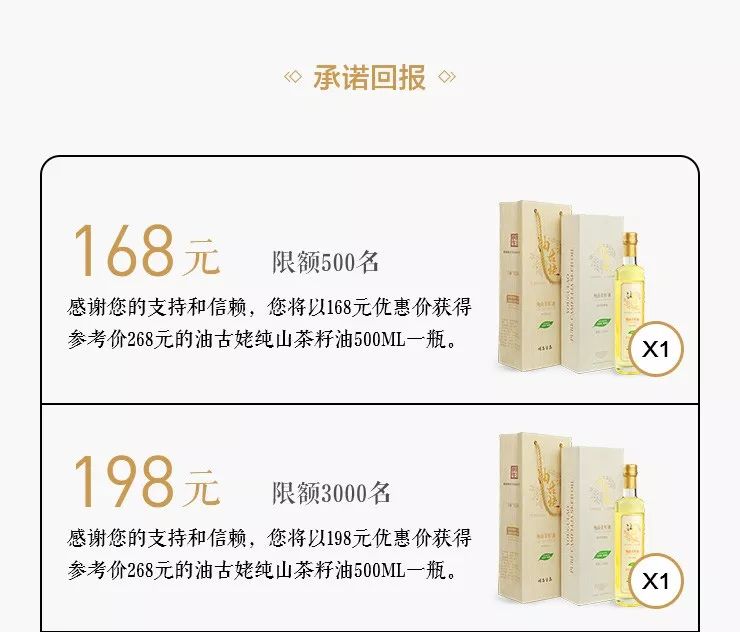 承诺回报
168元 限额500名
感谢您的支持和信赖，您将以168元优惠价获得
参考价268元的油古姥纯山茶籽油500ML一瓶。
X1
198元 限额3000名
感谢您的支持和信赖，您将以198元优惠价获得
参考价268元的油古姥纯山茶籽油500ML一瓶。
X1